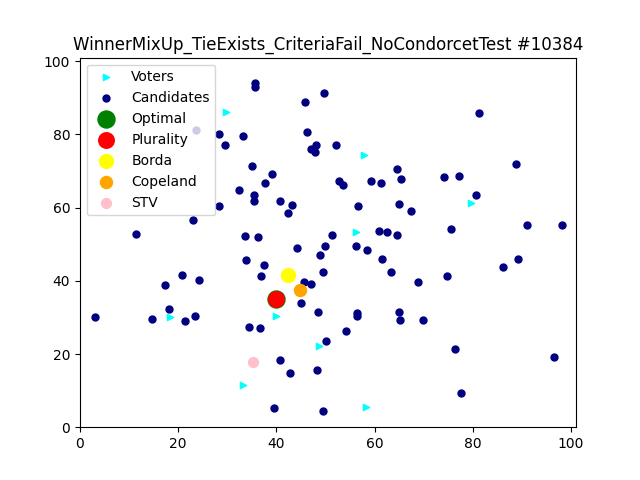 WinnerMixUp_TieExists_CriteriaFail_NoCondorcetTest #10384
Voters
Candidates
Optimal
Plurality
Borda
Copeland
STV
100
80
60
40
20
0
0 20 40 60 80 100